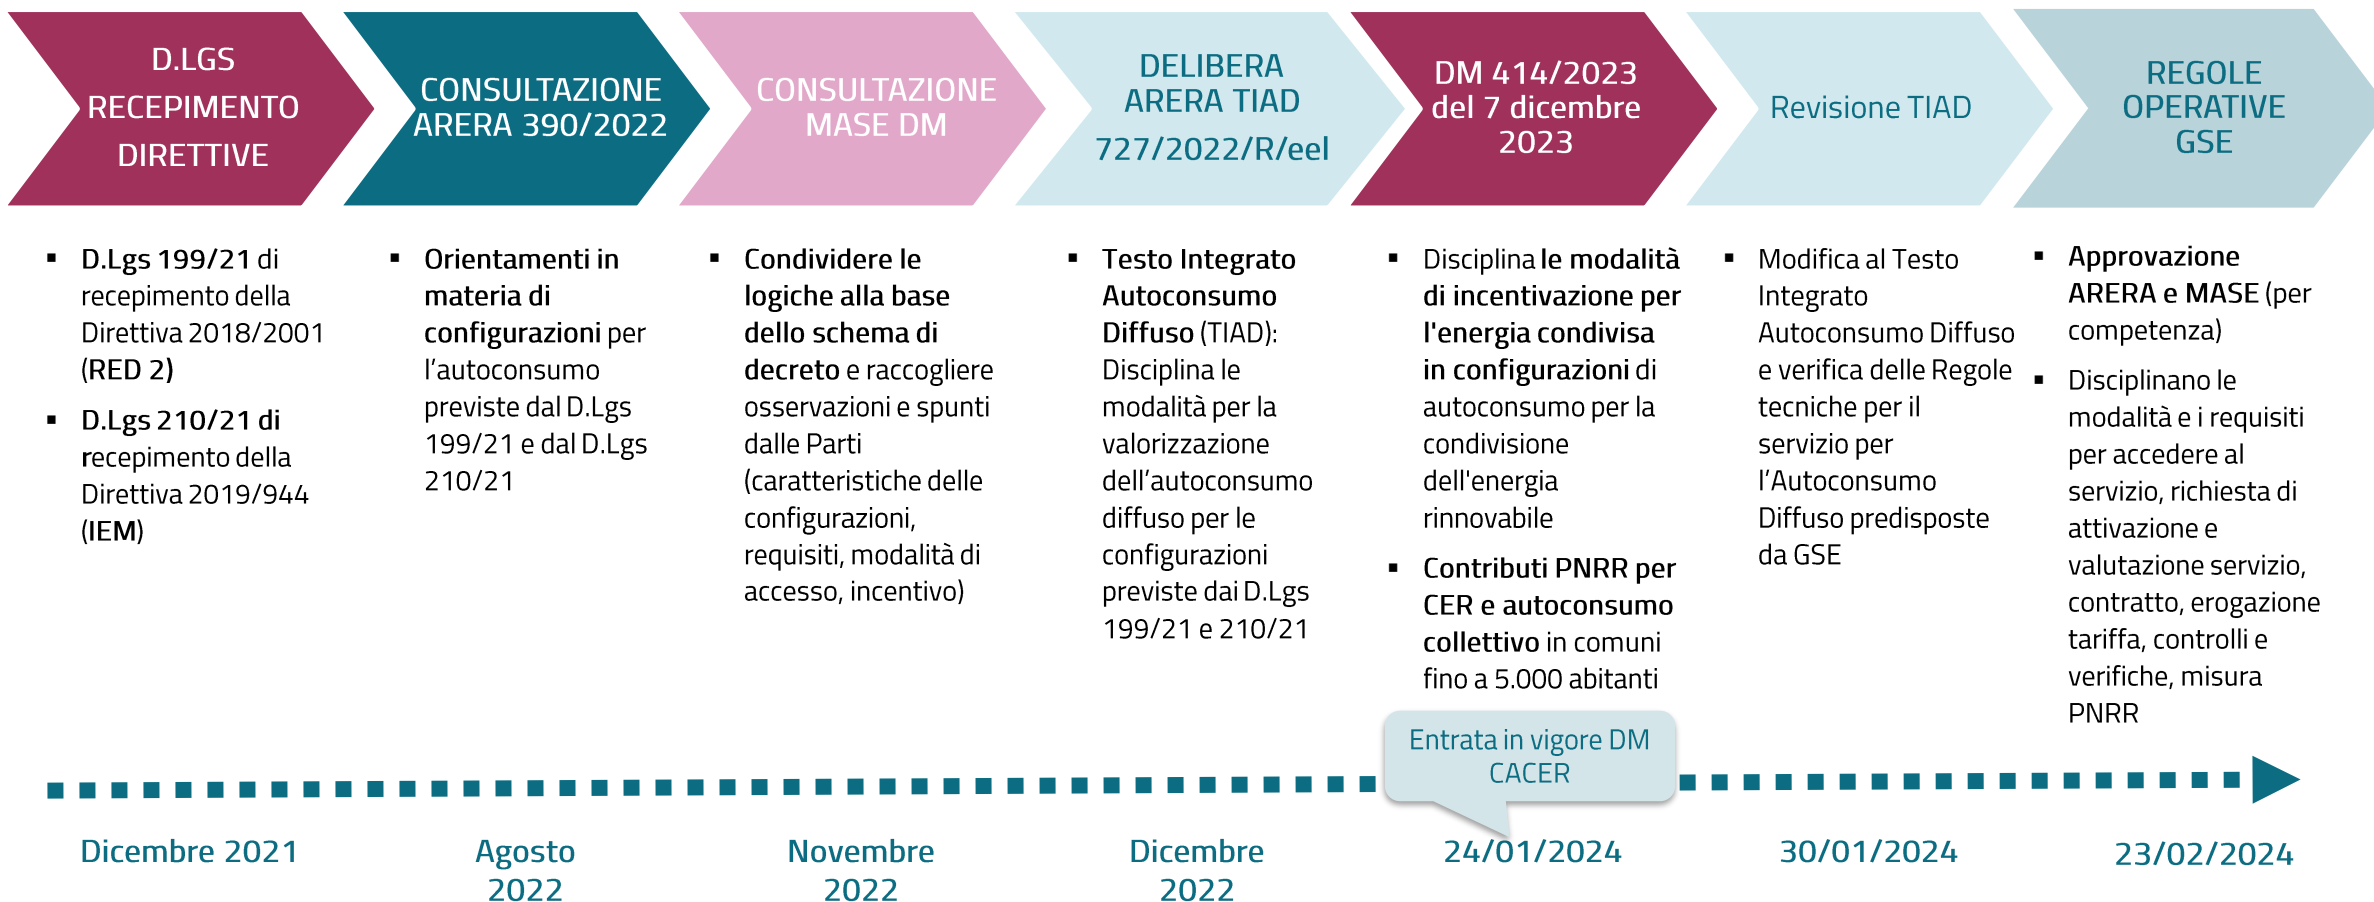 D.LGS
RECEPIMENTO
DIRETTIVE
CONSULTAZIONE
ARERA 390/2022
CONSULTAZIONE
MASE DM
DELIBERA
ARERA TIAD
727/2022/R/eel
DM 414/2023
del 7 dicembre
2023
Revisione TIAD
REGOLE
OPERATIVE
GSE
▪ D.Lgs 199/21 di
recepimento della
Direttiva 2018/2001
(RED 2)
▪ D.Lgs 210/21 di
recepimento della
Direttiva 2019/944
(IEM)
▪ Orientamenti in
materia di
configurazioni per
l’autoconsumo
previste dal D.Lgs
199/21 e dal D.Lgs
210/21
▪ Condividere le
logiche alla base
dello schema di
decreto e raccogliere
osservazioni e spunti
dalle Parti
(caratteristiche delle
configurazioni,
requisiti, modalità di
accesso, incentivo)
▪ Testo Integrato
Autoconsumo
Diffuso (TIAD):
Disciplina le
modalità per la
valorizzazione
dell’autoconsumo
diffuso per le
configurazioni
previste dai D.Lgs
199/21 e 210/21
▪ Disciplina le modalità
di incentivazione per
l'energia condivisa
in configurazioni di
autoconsumo per la
condivisione
dell'energia
rinnovabile
▪ Contributi PNRR per
CER e autoconsumo
collettivo in comuni
fino a 5.000 abitanti
▪ Modifica al Testo
Integrato
Autoconsumo Diffuso
e verifica delle Regole
tecniche per il
servizio per
l’Autoconsumo
Diffuso predisposte
da GSE
▪ Approvazione
ARERA e MASE (per
competenza)
▪ Disciplinano le
modalità e i requisiti
per accedere al
servizio, richiesta di
attivazione e
valutazione servizio,
contratto, erogazione
tariffa, controlli e
verifiche, misura
PNRR
Entrata in vigore DM
CACER
Dicembre 2021
Agosto
2022
Novembre
2022
Dicembre
2022
24/01/2024
30/01/2024
23/02/2024